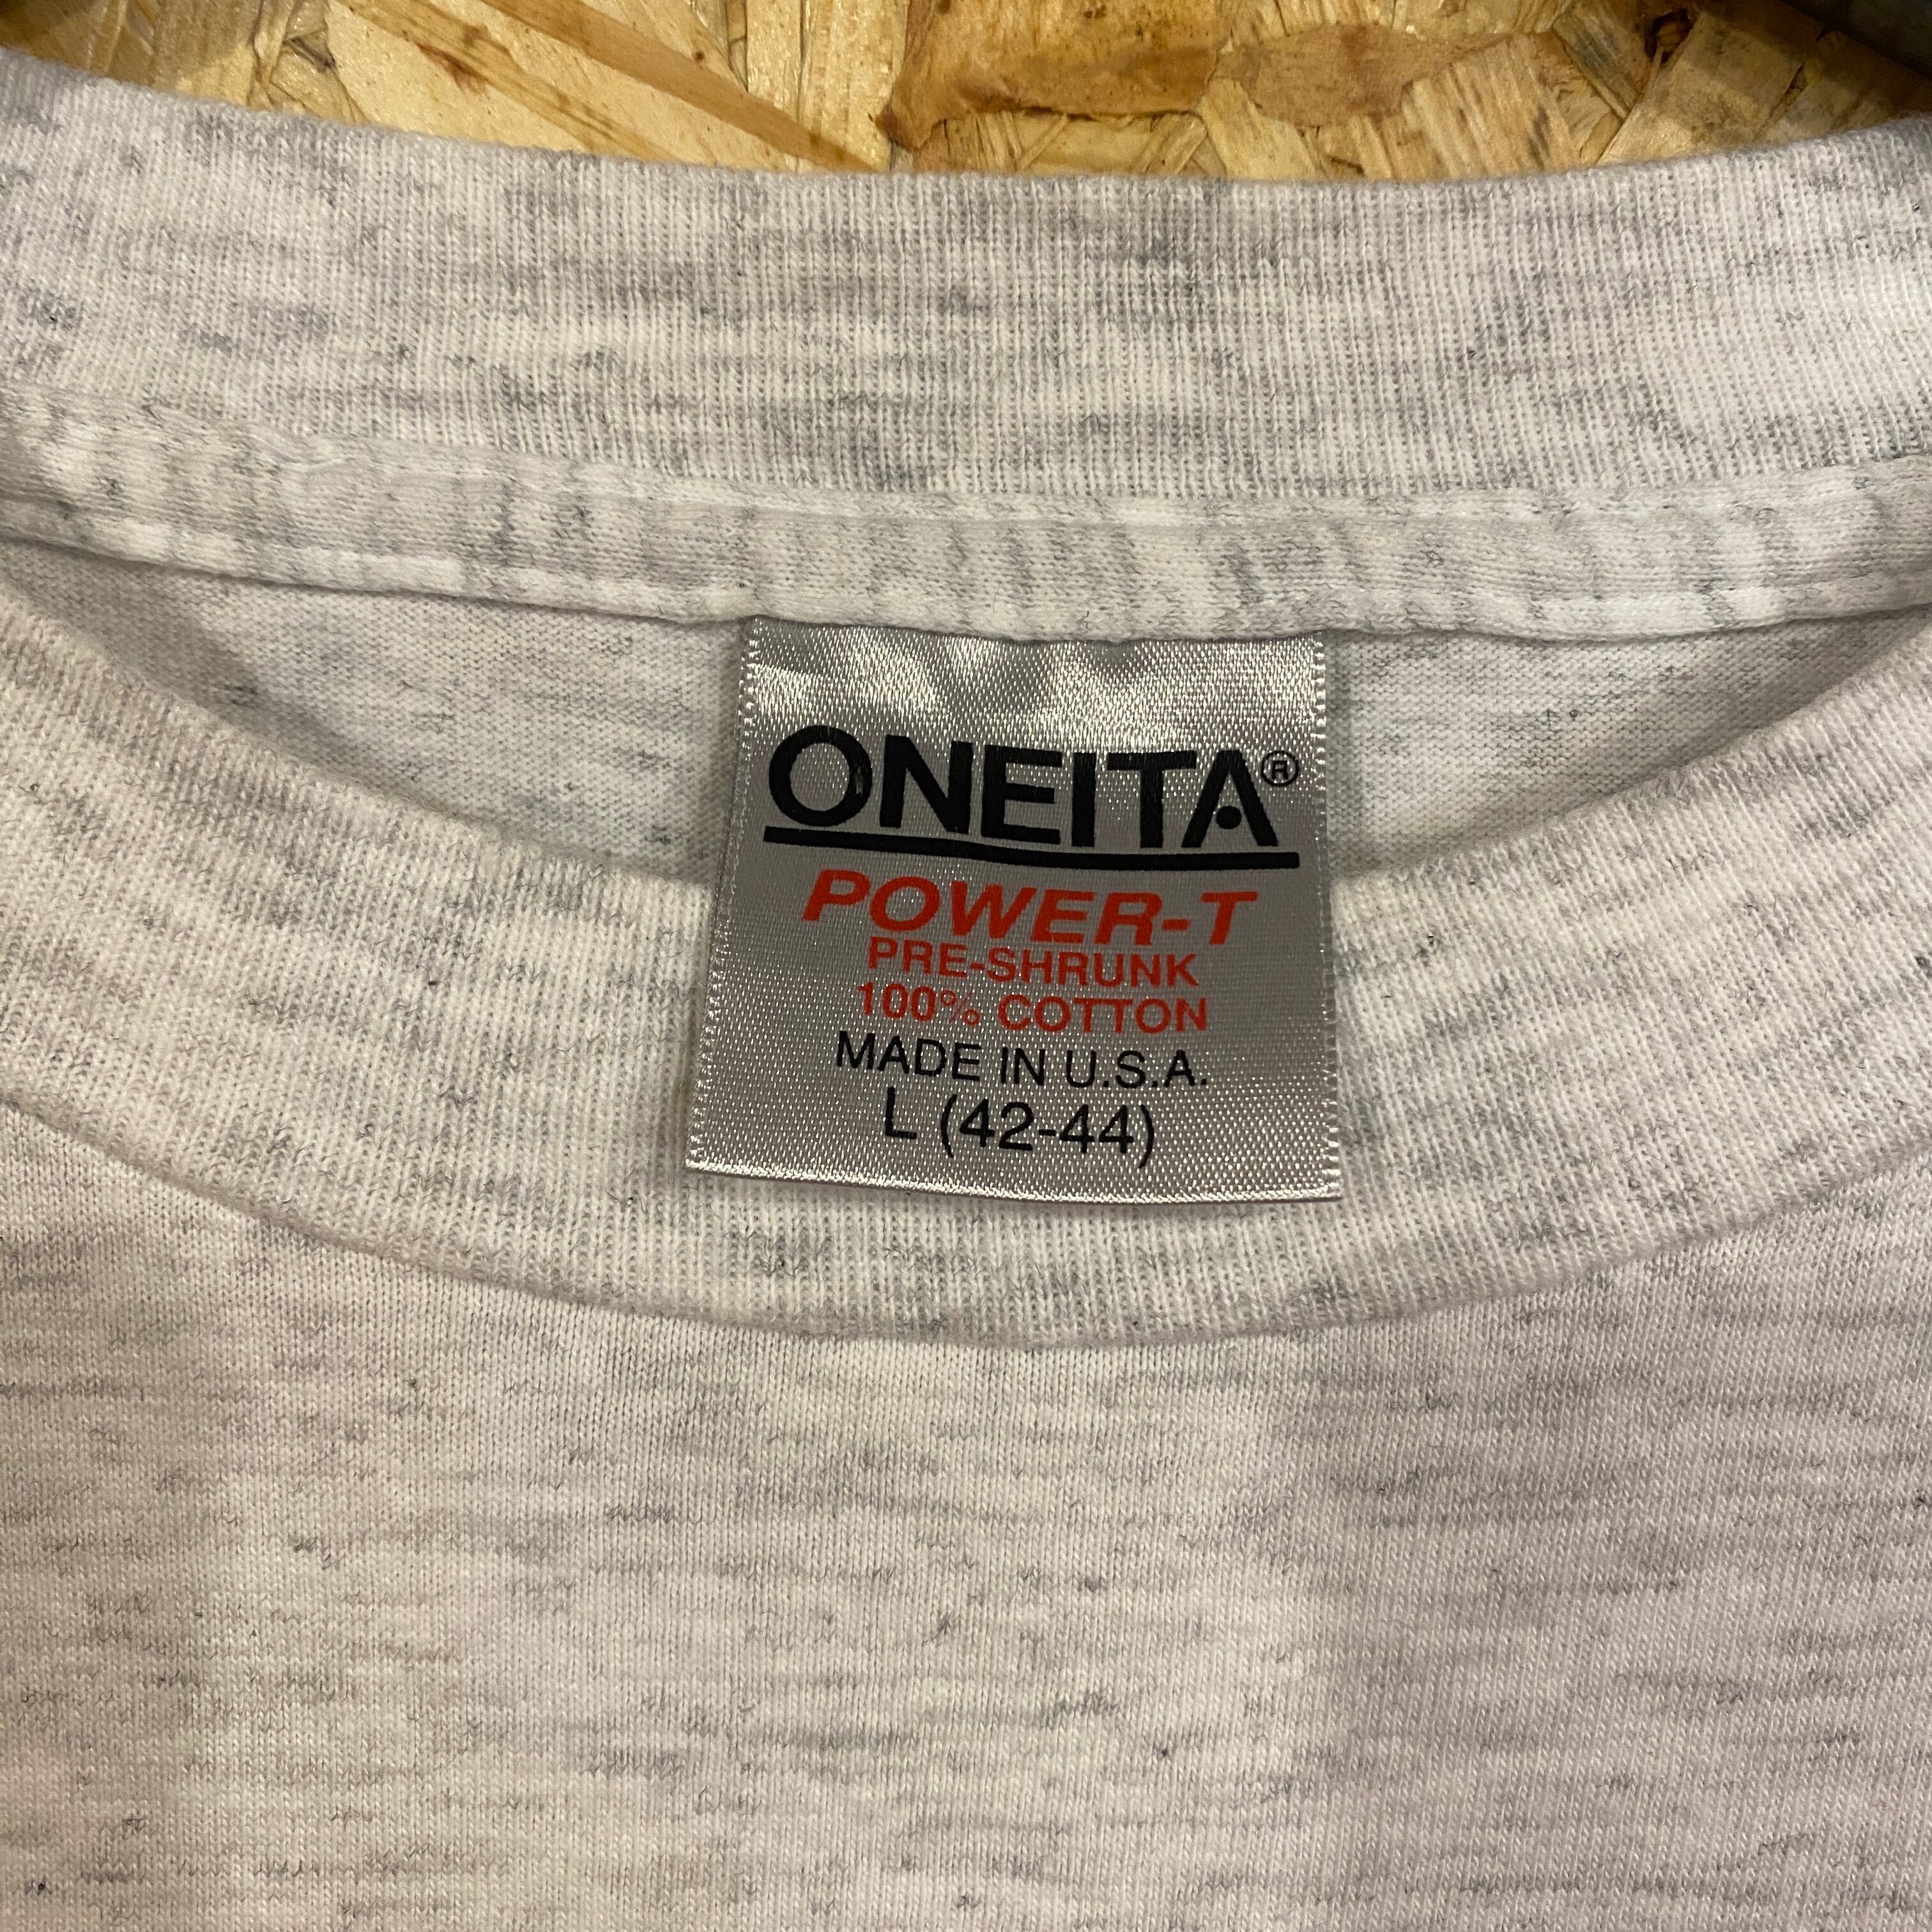 ONEITA®
POWER-T
PRE-SHRUNK
100% COTTON
MADE IN U.S.A.
L (42-44)